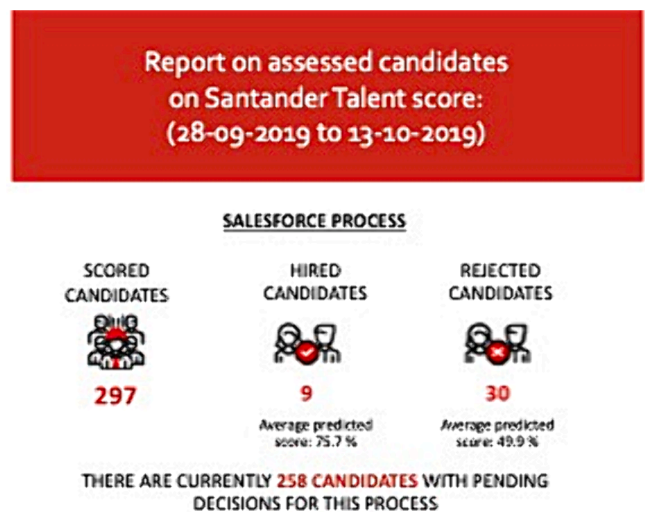 Report on assessed candidates
on Santander Talent score:
(28-09-2019 to 13-10-2019)
SALESFORCE PROCESS
SCORED
CANDIDATES
297
HIRED
CANDIDATES
9
Average predicted
score: 75.7 %
REJECTED
CANDIDATES
30
Average predicted
score: 49.9 %
THERE ARE CURRENTLY 258 CANDIDATES WITH PENDING
DECISIONS FOR THIS PROCESS